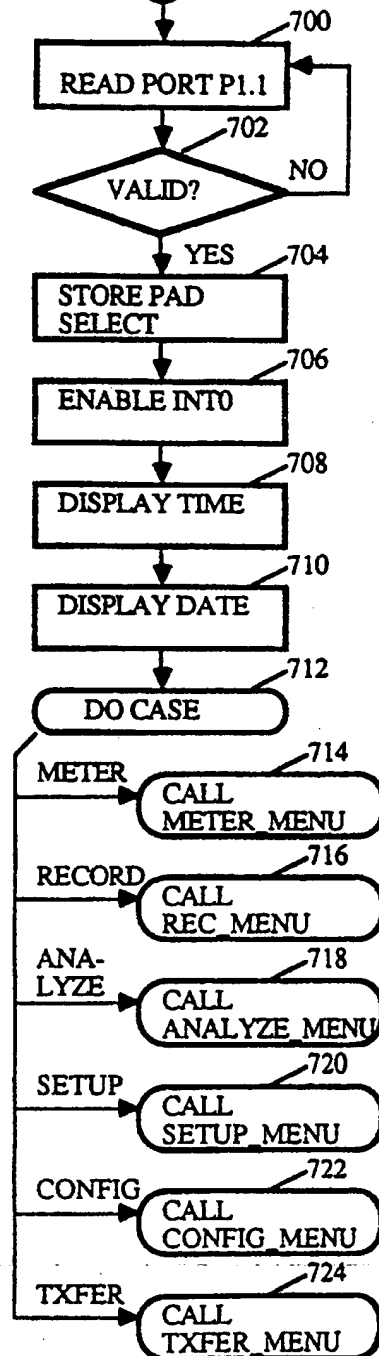 700
READ PORT P1.1
702
VALID?
NO
YES
704
STORE PAD
SELECT
706
ENABLE INT0
708
DISPLAY TIME
710
DISPLAY DATE
712
DO CASE
714
METER
CALL
METER_MENU
716
RECORD
CALL
REC_MENU
718
ANA-
LYZE
CALL
ANALYZE_MENU
720
SETUP
CALL
SETUP_MENU
722
CONFIG
CALL
CONFIG_MENU
724
TXFER
CALL
TXFER_MENU